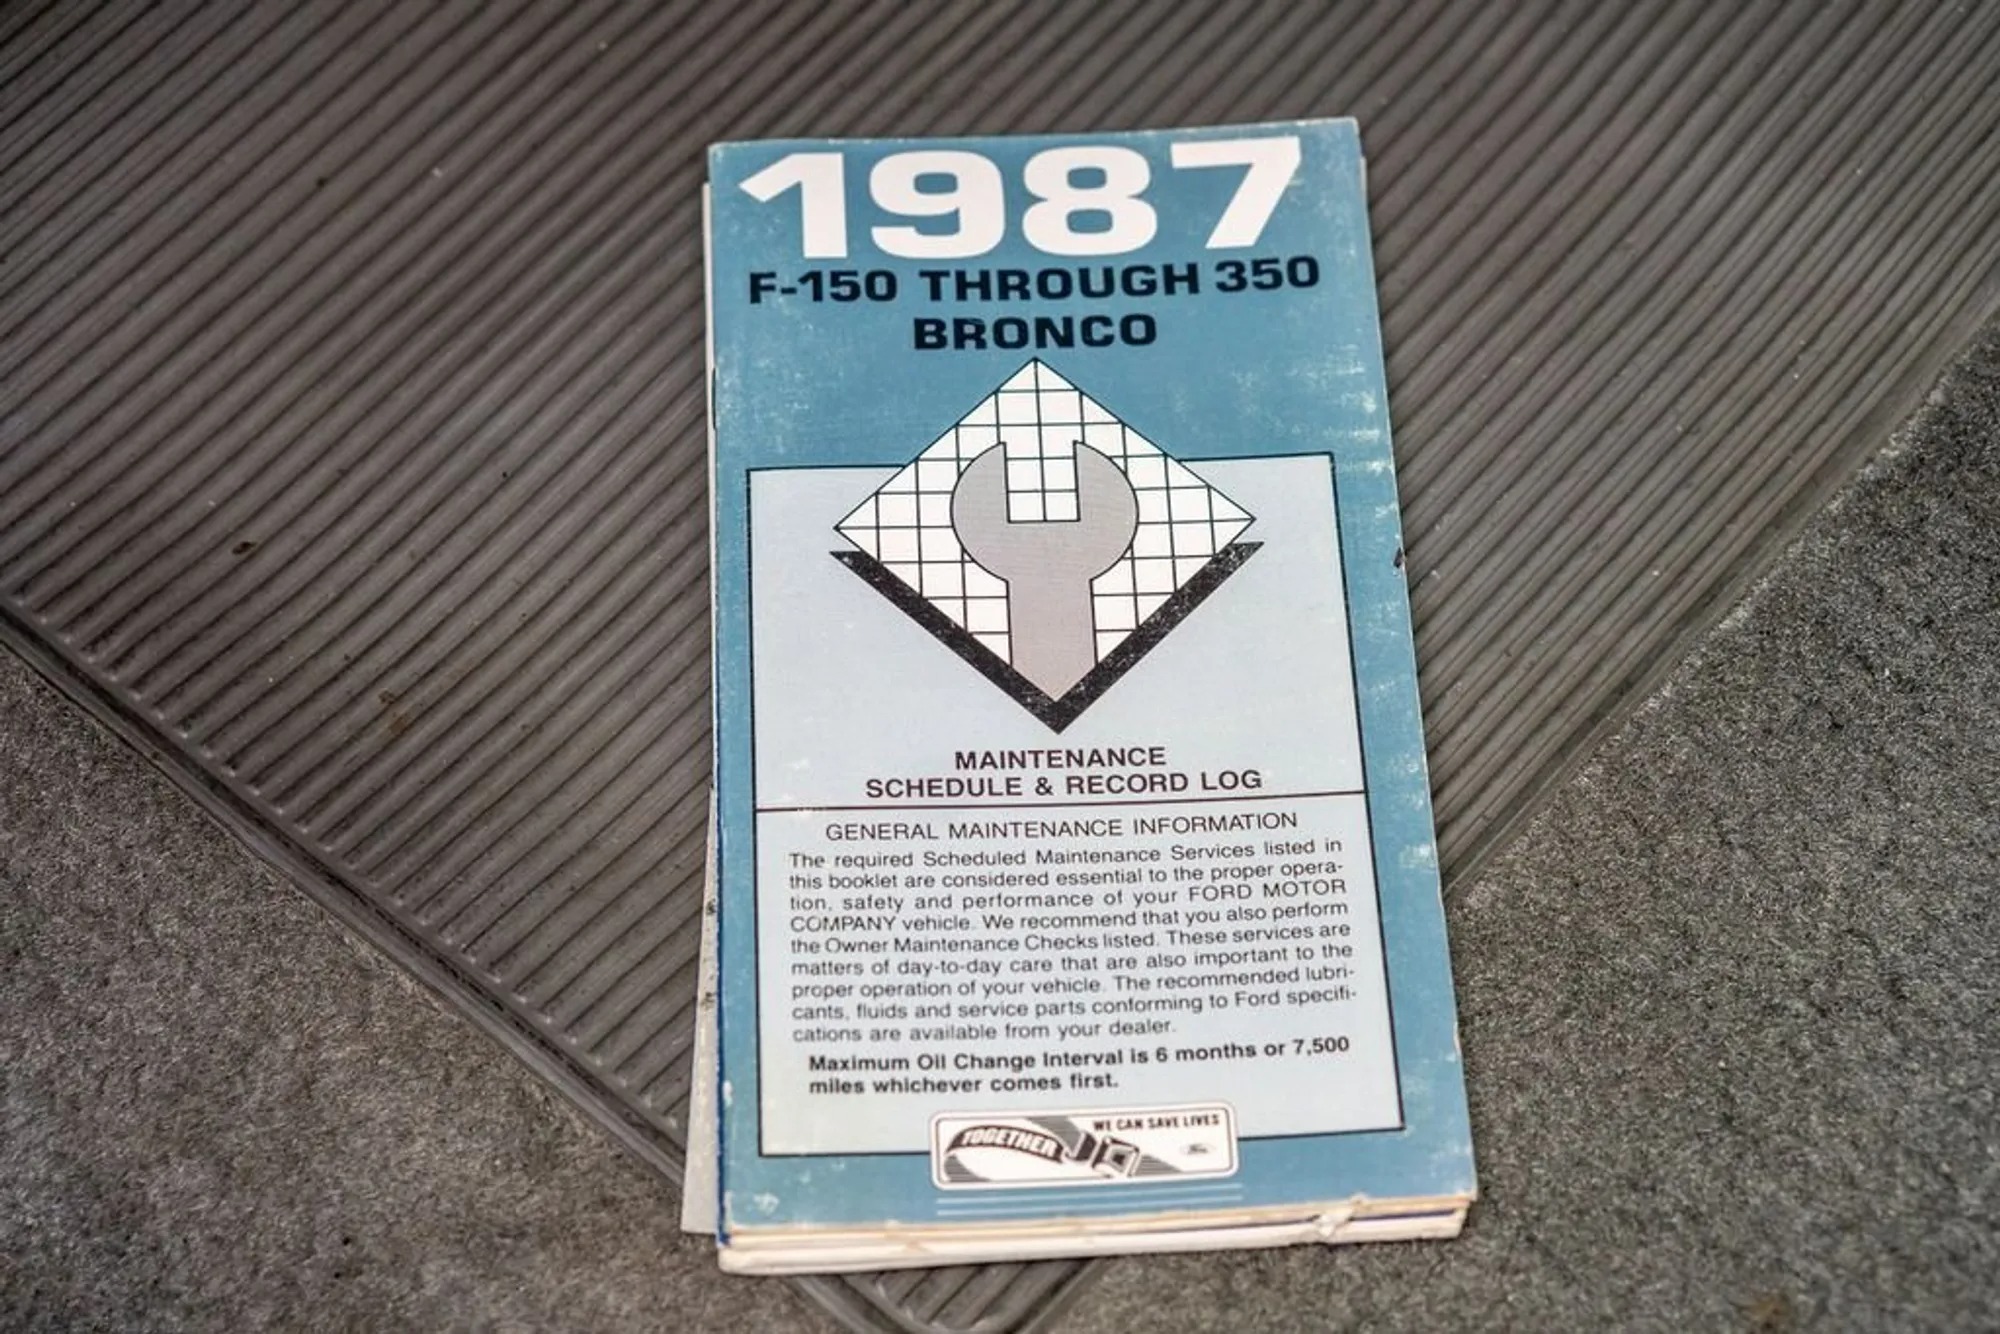 1987
F-150 THROUGH 350
BRONCO
MAINTENANCE
SCHEDULE & RECORD LOG
GENERAL MAINTENANCE INFORMATION
The required Scheduled Maintenance Services listed in
this booklet are considered essential to the proper opera-
tion, safety and performance of your FORD MOTOR
COMPANY vehicle. We recommend that you also perform
the Owner Maintenance Checks listed. These services are
matters of day-to-day care that are also important to the
proper operation of your vehicle. The recommended lubri-
cants, fluids and service parts conforming to Ford specifi-
cations are available from your dealer.
Maximum Oil Change Interval is 6 months or 7,500
miles whichever comes first.
TOGETHER
WE CAN SAVE LIVES